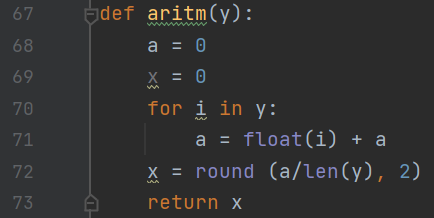 67 def aritm(y):
68     a = 0
69     x = 0
70     for i in y:
71         a = float(i) + a
72     x = round (a/len(y), 2)
73     return x